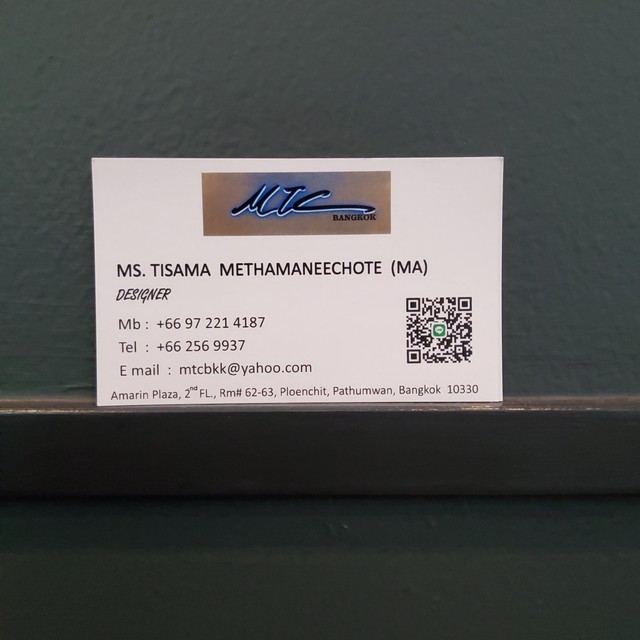 MTC
BANGKOK
MS. TISAMA METHAMANEECHOTE (MA)
DESIGNER
Mb : +66 97 221 4187
Tel : +66 256 9937
E mail : mtcbkk@yahoo.com
Amarin Plaza, 2nd FL., Rm# 62-63, Ploenchit, Pathumwan, Bangkok 10330